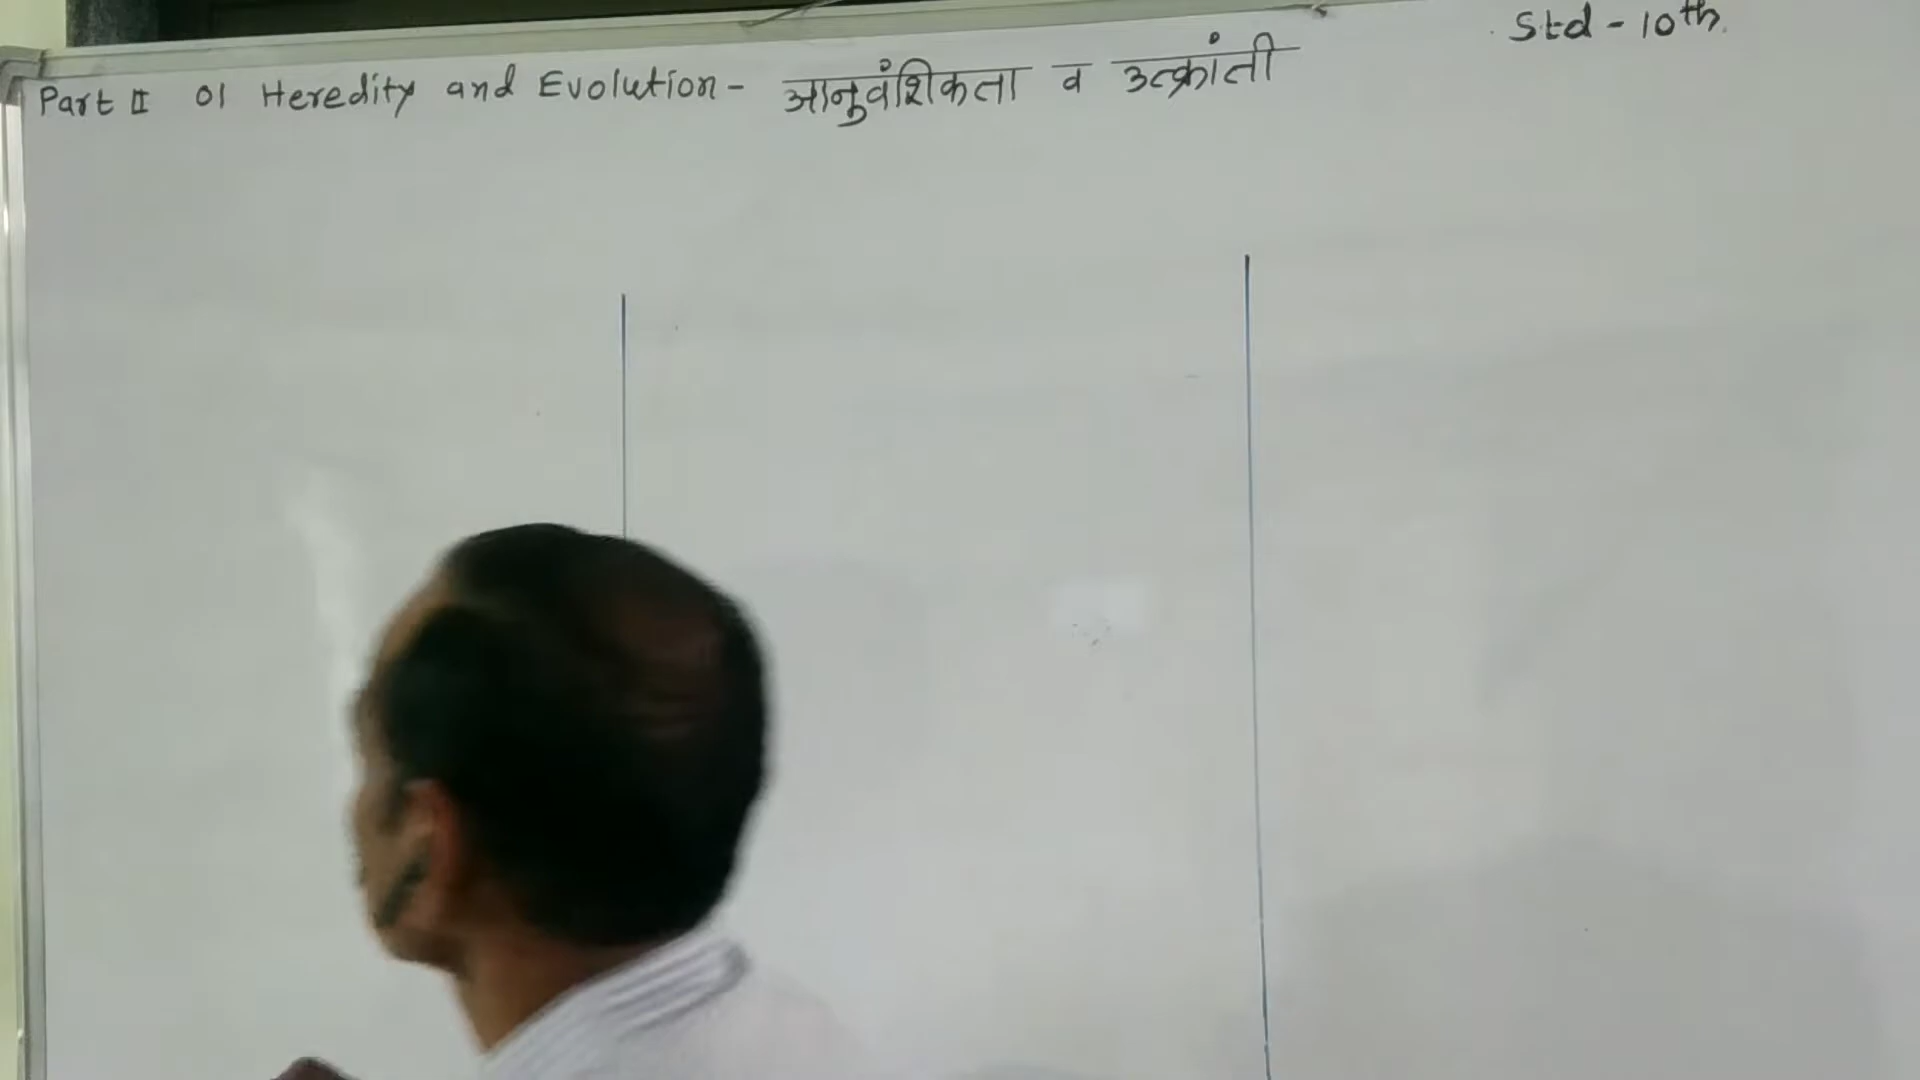 Std - 10th.
Part II 01 Heredity and Evolution - आनुवंशिकता व उत्क्रांती